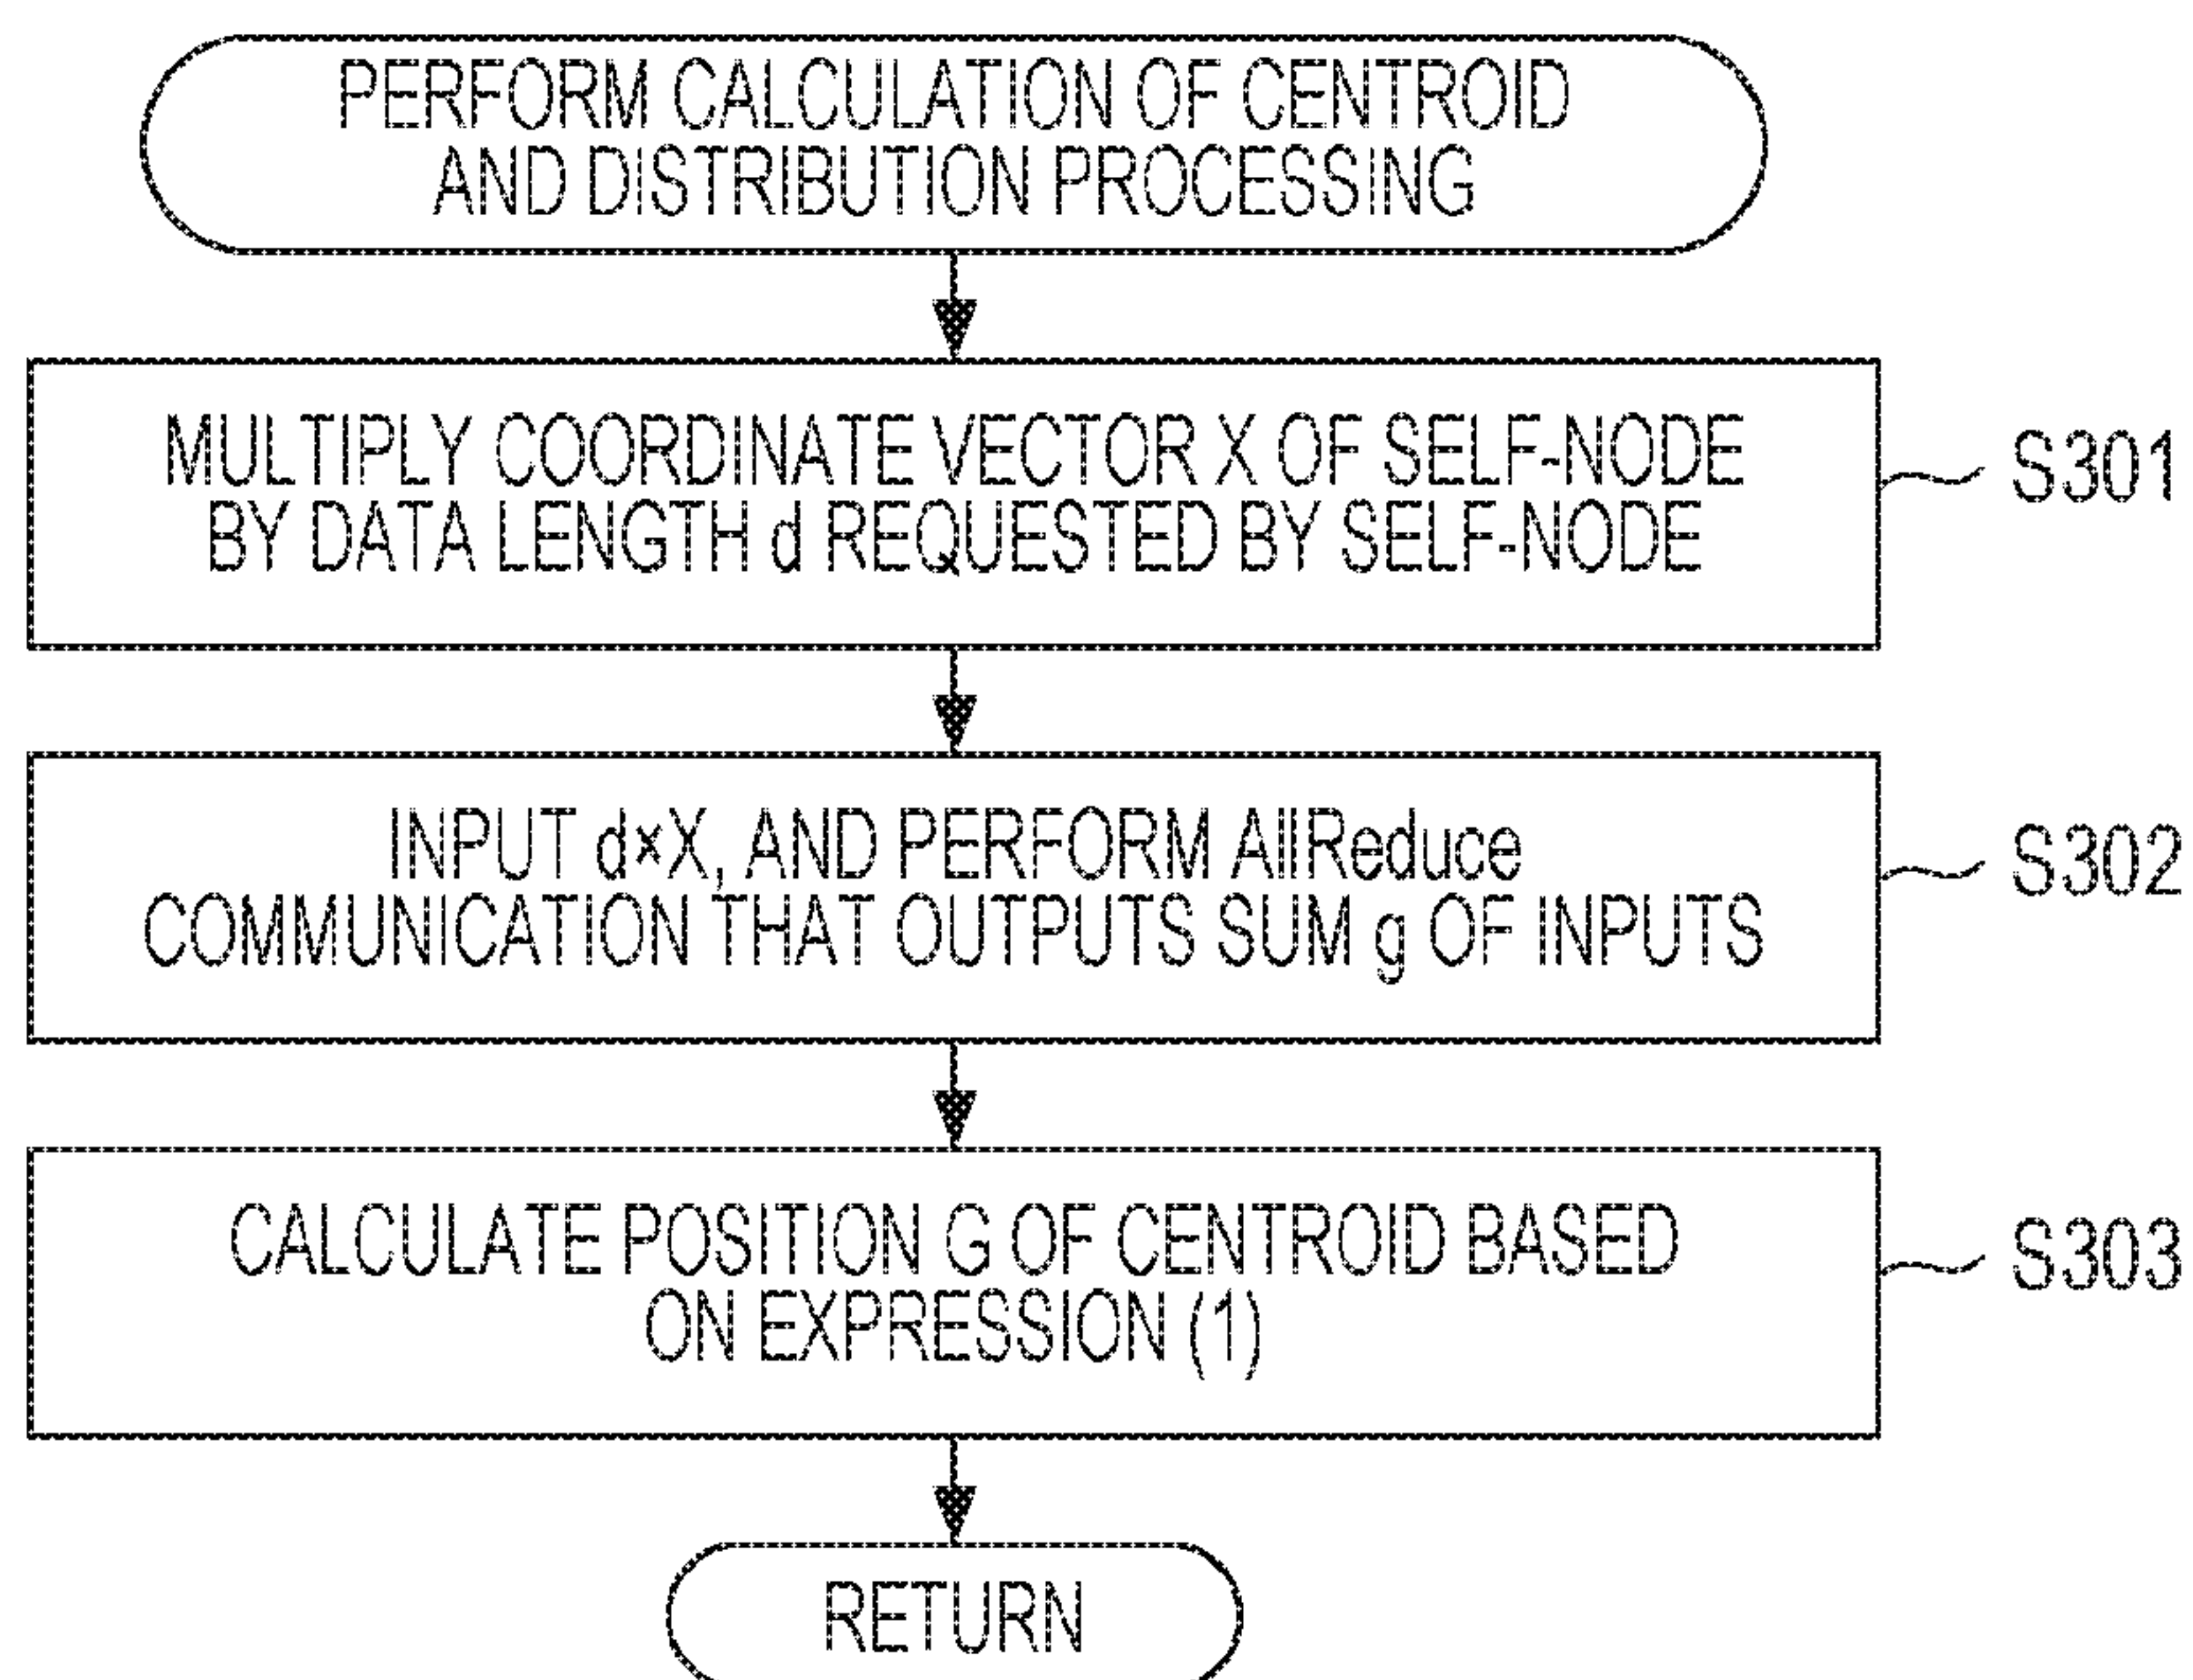 PERFORM CALCULATION OF CENTROID
AND DISTRIBUTION PROCESSING
MULTIPLY COORDINATE VECTOR X OF SELF-NODE
BY DATA LENGTH d REQUESTED BY SELF-NODE
S301
INPUT d×X, AND PERFORM AllReduce
COMMUNICATION THAT OUTPUTS SUM g OF INPUTS
S302
CALCULATE POSITION G OF CENTROID BASED
ON EXPRESSION (1)
S303
RETURN